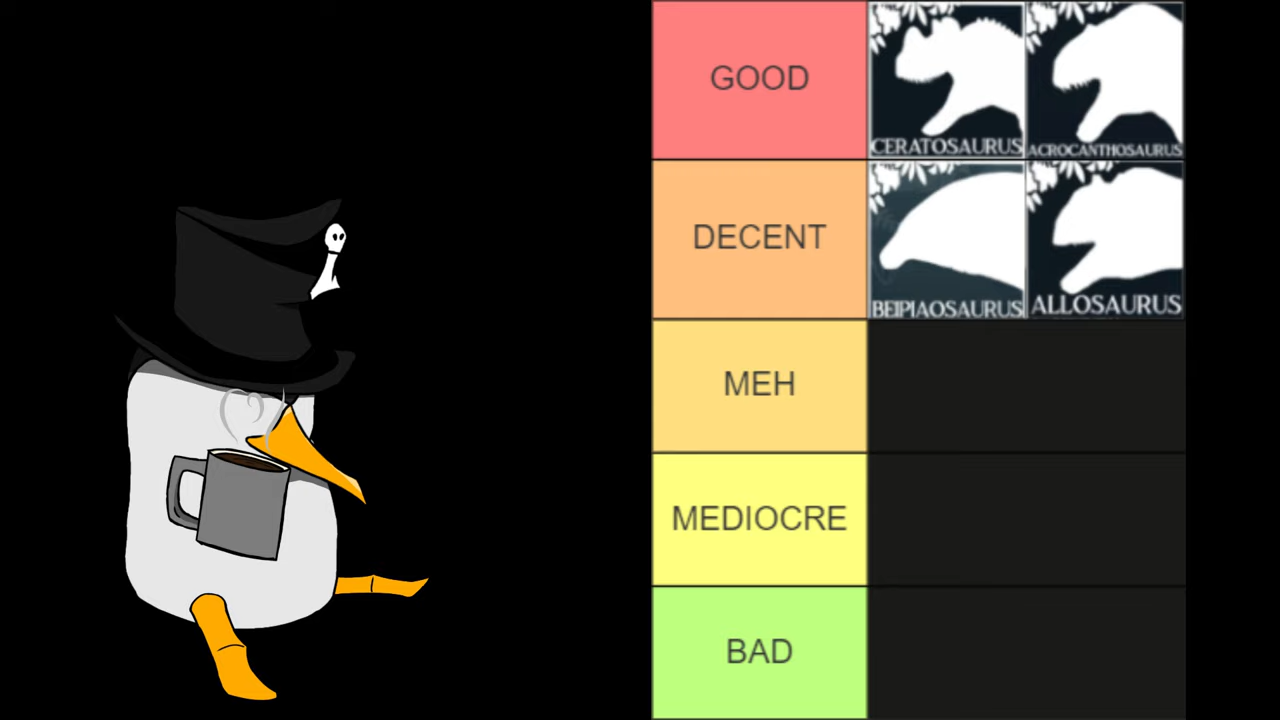 GOOD
CERATOSAURUS
ACROCANTHOSAURUS
DECENT
BEIPIAOSAURUS
ALLOSAURUS
MEH
MEDIOCRE
BAD